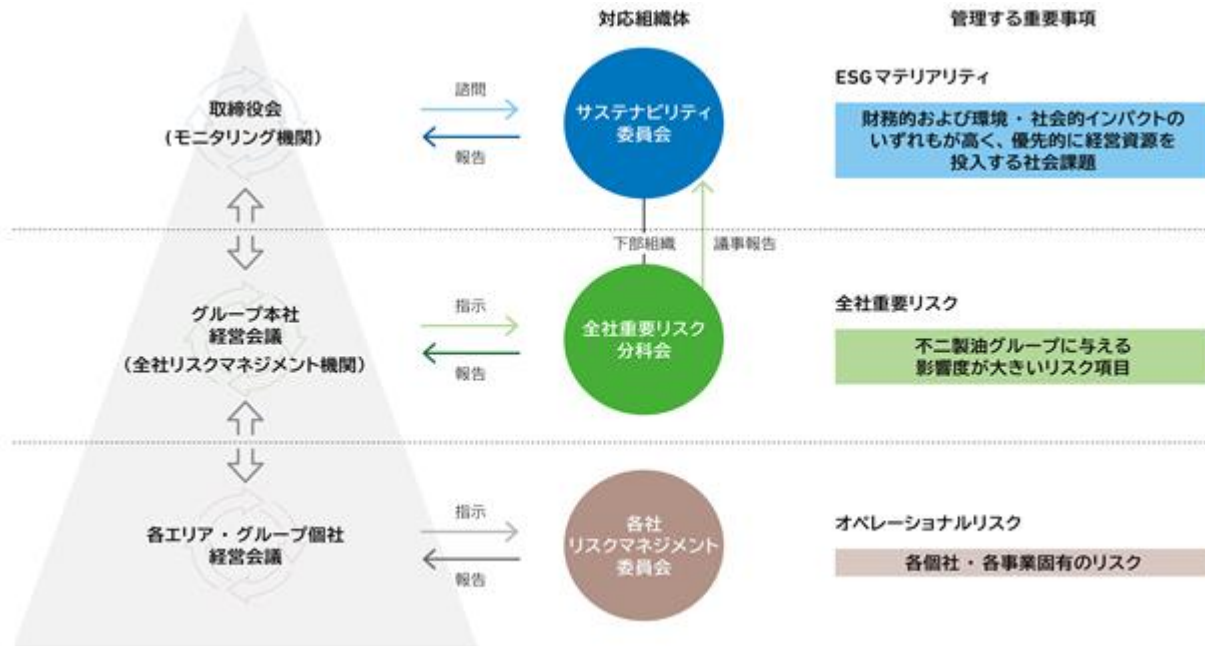 対応組織体
管理する重要事項
取締役会
(モニタリング機関)
諮問
報告
サステナビリティ
委員会
ESGマテリアリティ
財務的および環境・社会的インパクトの
いずれもが高く、優先的に経営資源を
投入する社会課題
下部組織
議事報告
グループ本社
経営会議
(全社リスクマネジメント機関)
指示
報告
全社重要リスク
分科会
全社重要リスク
不二製油グループに与える
影響度が大きいリスク項目
各エリア・グループ個社
経営会議
指示
報告
各社
リスクマネジメント
委員会
オペレーショナルリスク
各個社・各事業固有のリスク